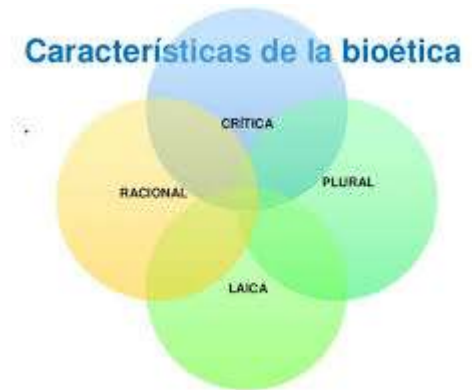 Características de la bioética
CRÍTICA
RACIONAL
PLURAL
LAICA